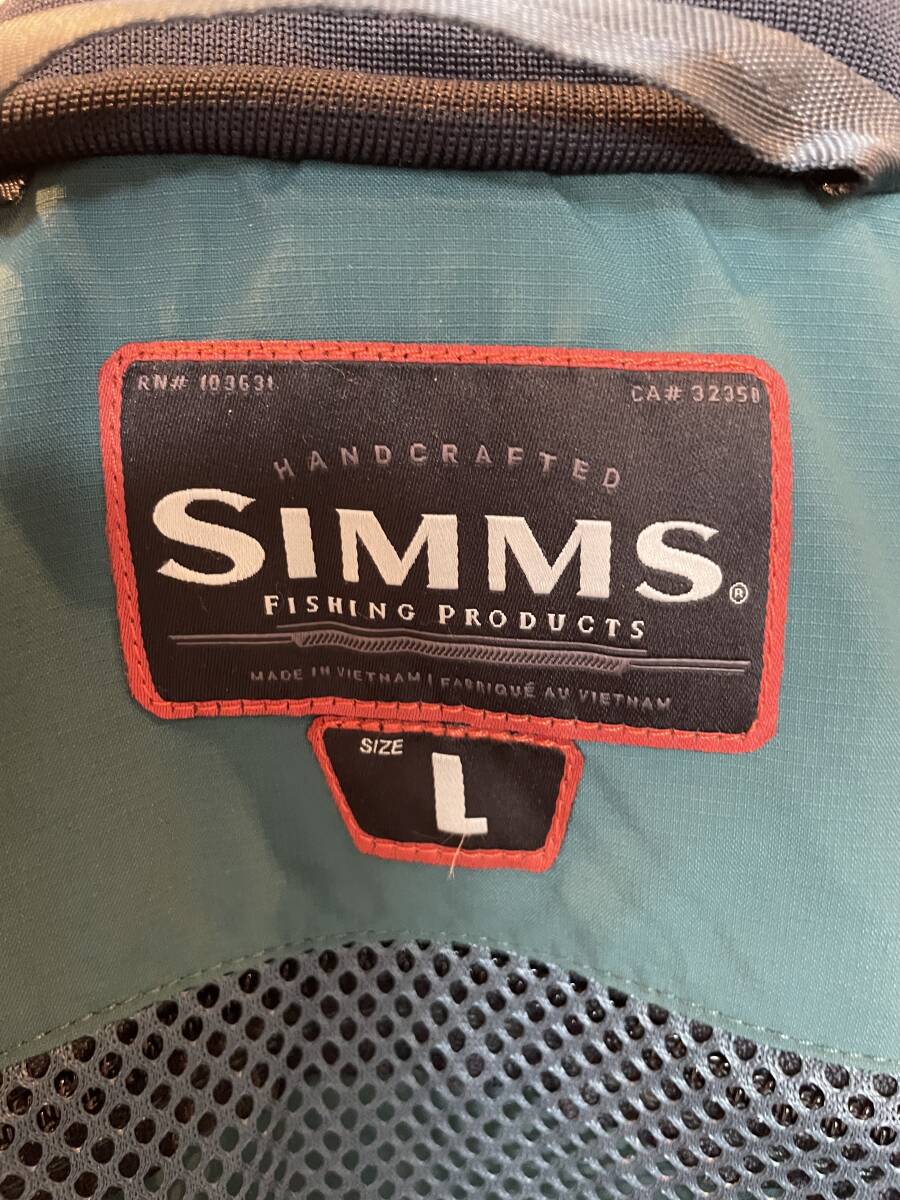 RN# 103631 CA# 32350
HANDCRAFTED
SIMMS®
FISHING PRODUCTS
MADE IN VIETNAM | FABRIQUÉ AU VIETNAM
SIZE
L